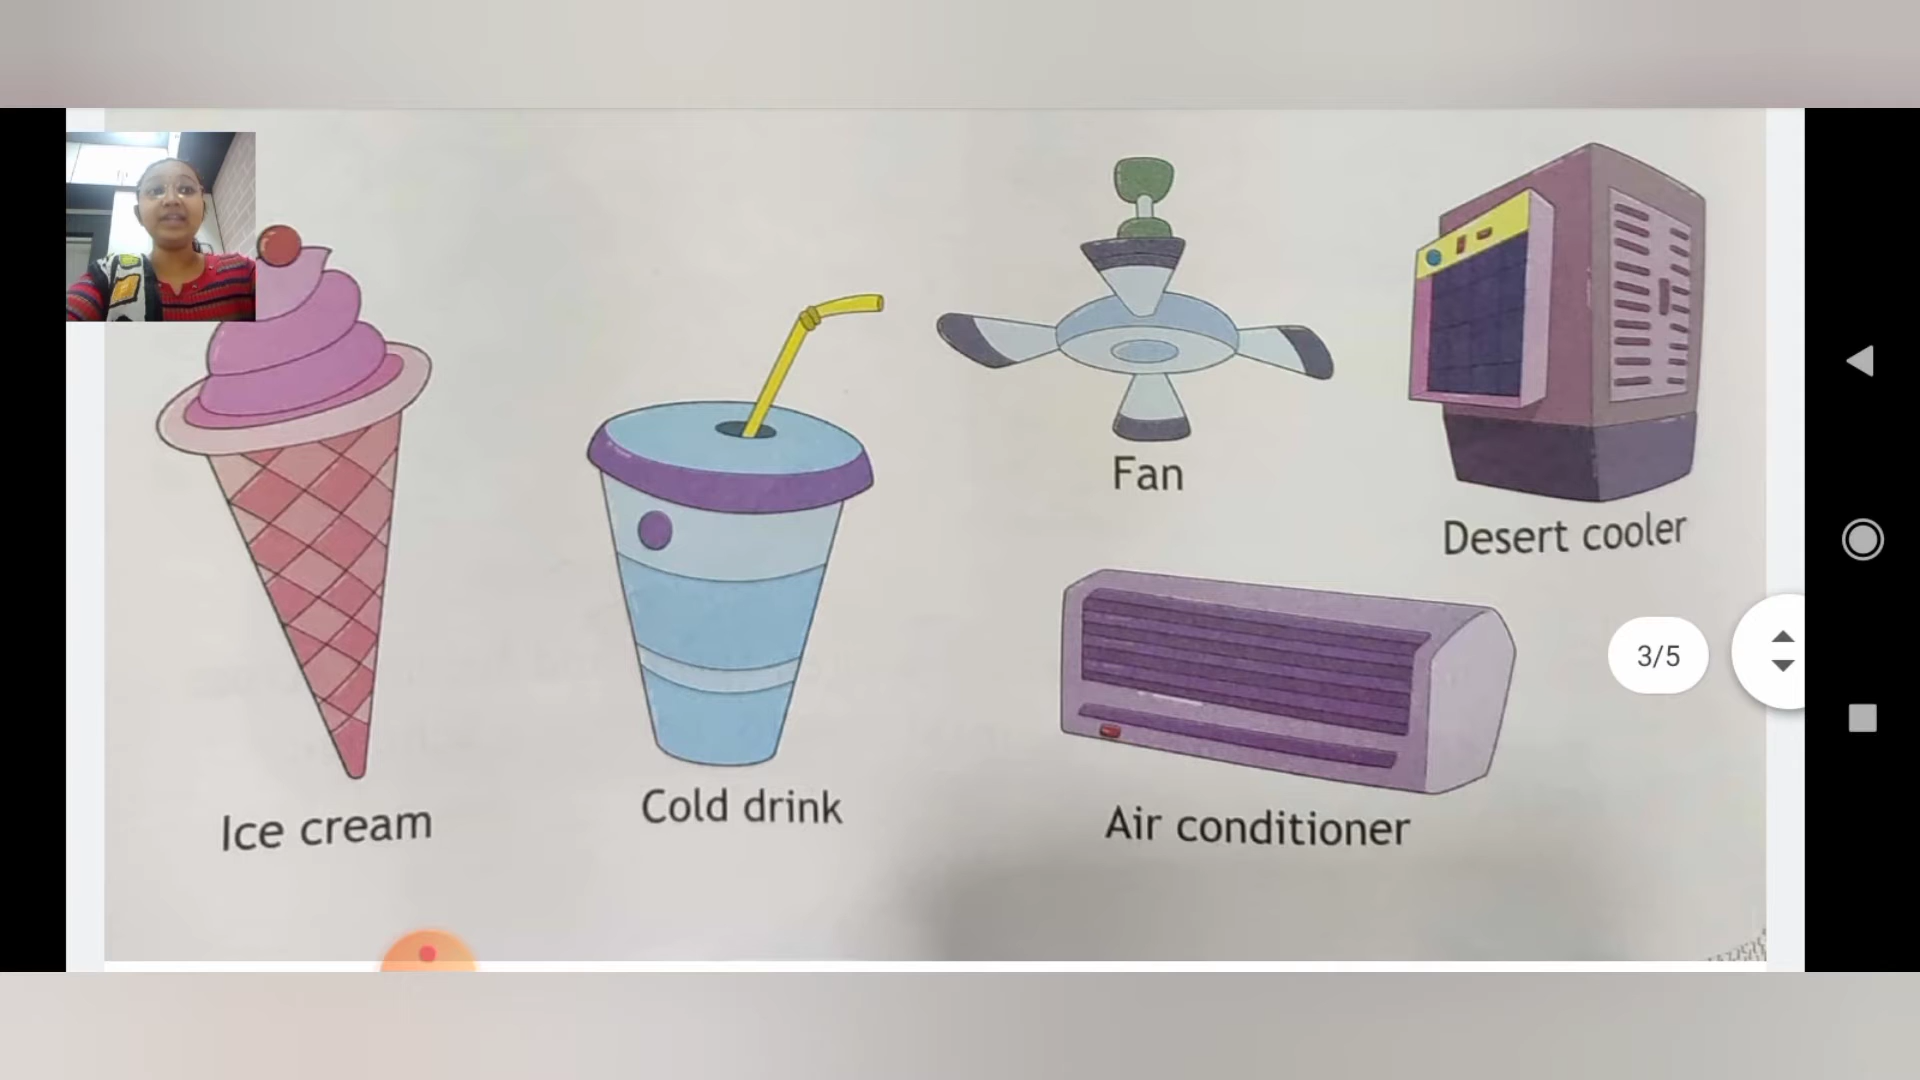 Fan
Desert cooler
3/5
Ice cream
Cold drink
Air conditioner